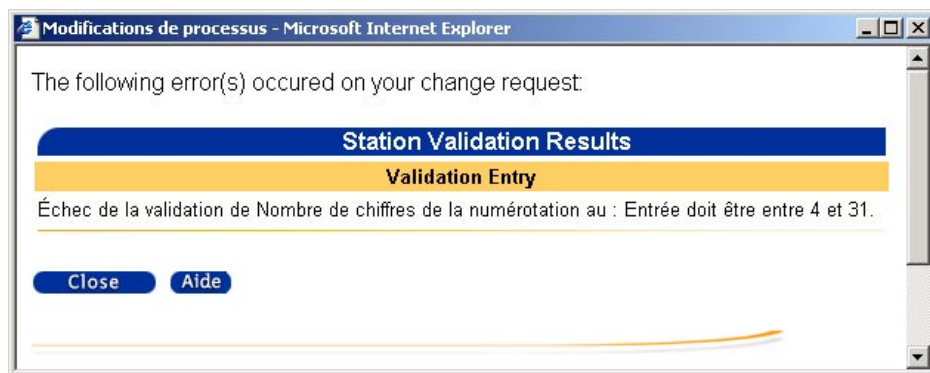 Modifications de processus - Microsoft Internet Explorer
The following error(s) occured on your change request:
Station Validation Results
Validation Entry
Échec de la validation de Nombre de chiffres de la numérotation au : Entrée doit être entre 4 et 31.
Close Aide